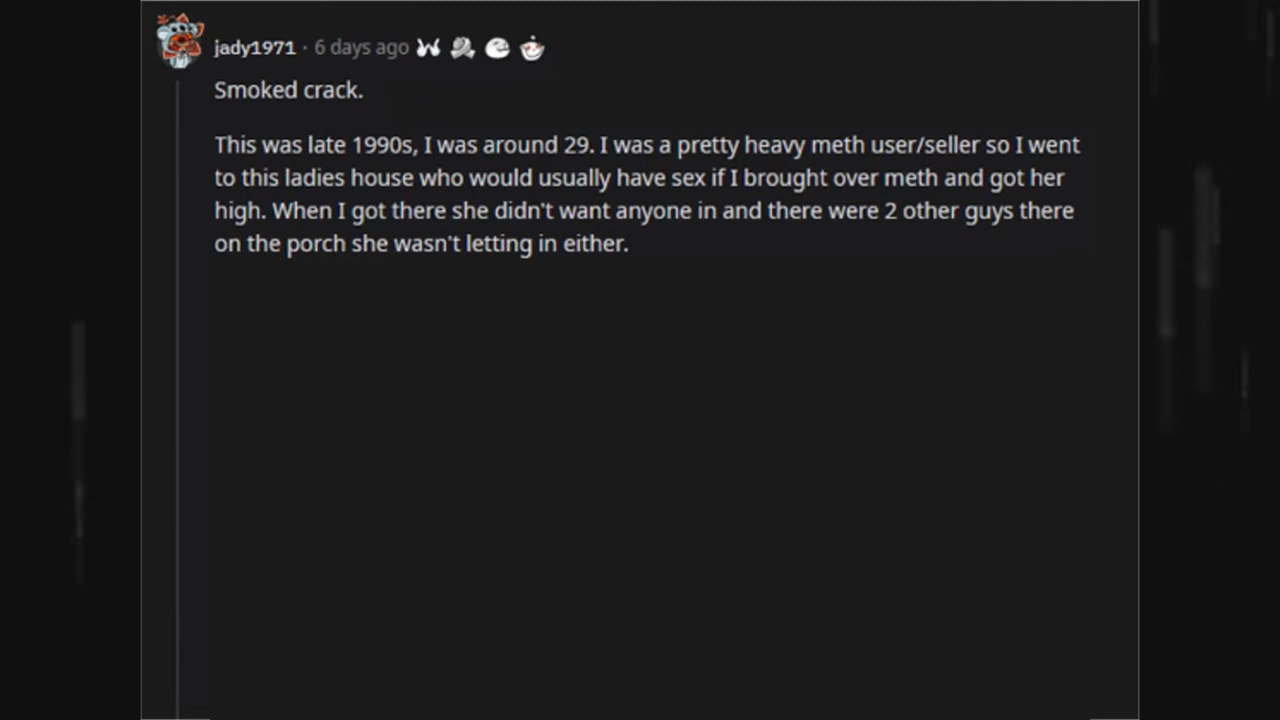 jady1971 · 6 days ago
Smoked crack.
This was late 1990s, I was around 29. I was a pretty heavy meth user/seller so I went
to this ladies house who would usually have sex if I brought over meth and got her
high. When I got there she didn't want anyone in and there were 2 other guys there
on the porch she wasn't letting in either.